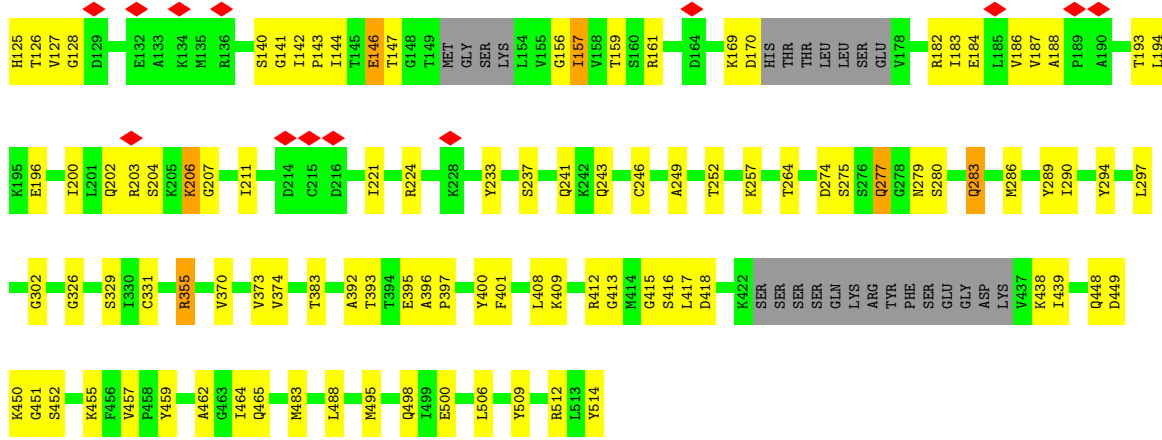 H125 T126 V127 G128 D129 E132 A133 K134 M135 R136 S140 G141 I142 P143 I144 T145 E146 T147 G148 T149 MET GLY SER LYS L154 V155 G156 I157 V158 T159 S160 R161 D164 K169 D170 HIS THR THR LEU LEU SER GLU V178 R182 I183 E184 L185 V186 V187 A188 P189 A190 T193 L194
K195 E196 I200 L201 Q202 R203 S204 K205 K206 G207 I211 D214 C215 D216 I221 R224 K228 Y233 S237 Q241 K242 Q243 C246 A249 T252 K257 T264 D274 S275 S276 Q277 G278 N279 S280 Q283 M286 Y289 I290 Y294 L297
G302 G326 S329 I330 C331 R355 V370 V373 V374 T383 A392 T393 T394 E395 A396 P397 Y400 F401 L408 K409 R412 G413 M414 G415 S416 L417 D418 K422 SER SER SER SER GLN LYS ARG TYR PHE SER GLU GLY ASP LYS V437 K438 I439 Q448 D449
K450 G451 S452 K455 F456 V457 P458 Y459 A462 G463 I464 Q465 M483 L488 M495 Q498 I499 E500 L506 Y509 R512 L513 Y514